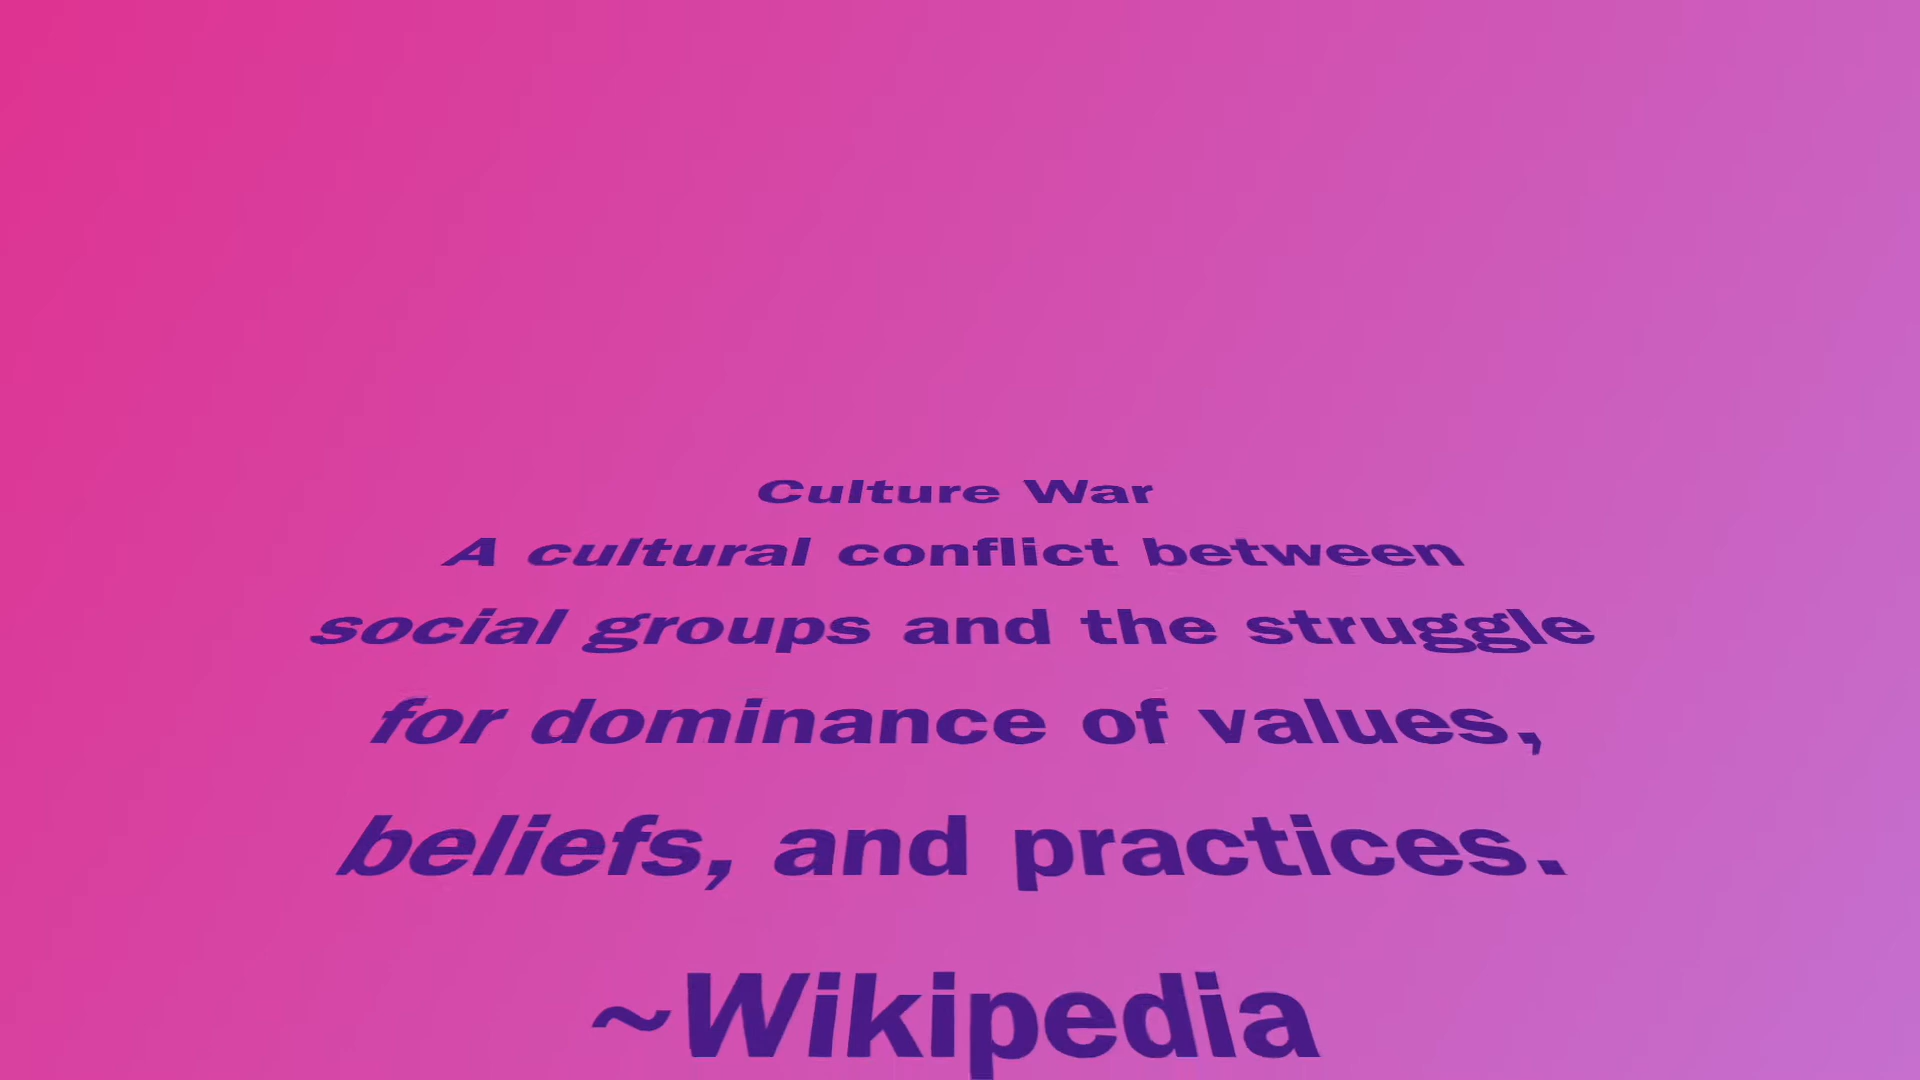 Culture War
A cultural conflict between
social groups and the struggle
for dominance of values,
beliefs, and practices.
~Wikipedia